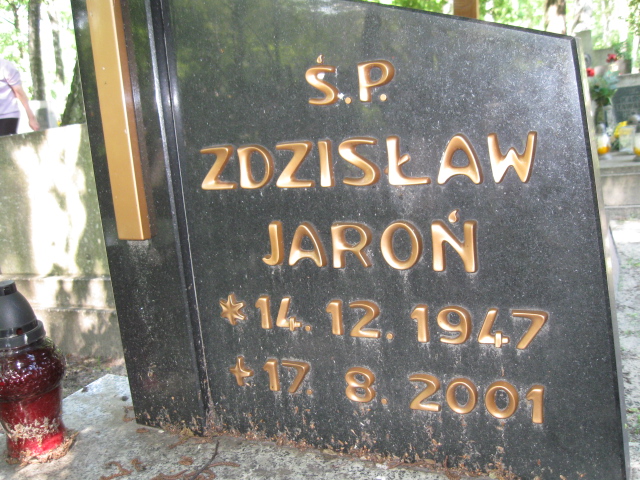 Ś.P.
ZDZISŁAW
JAROŃ
* 14. 12. 1947
+ 17. 8. 2001